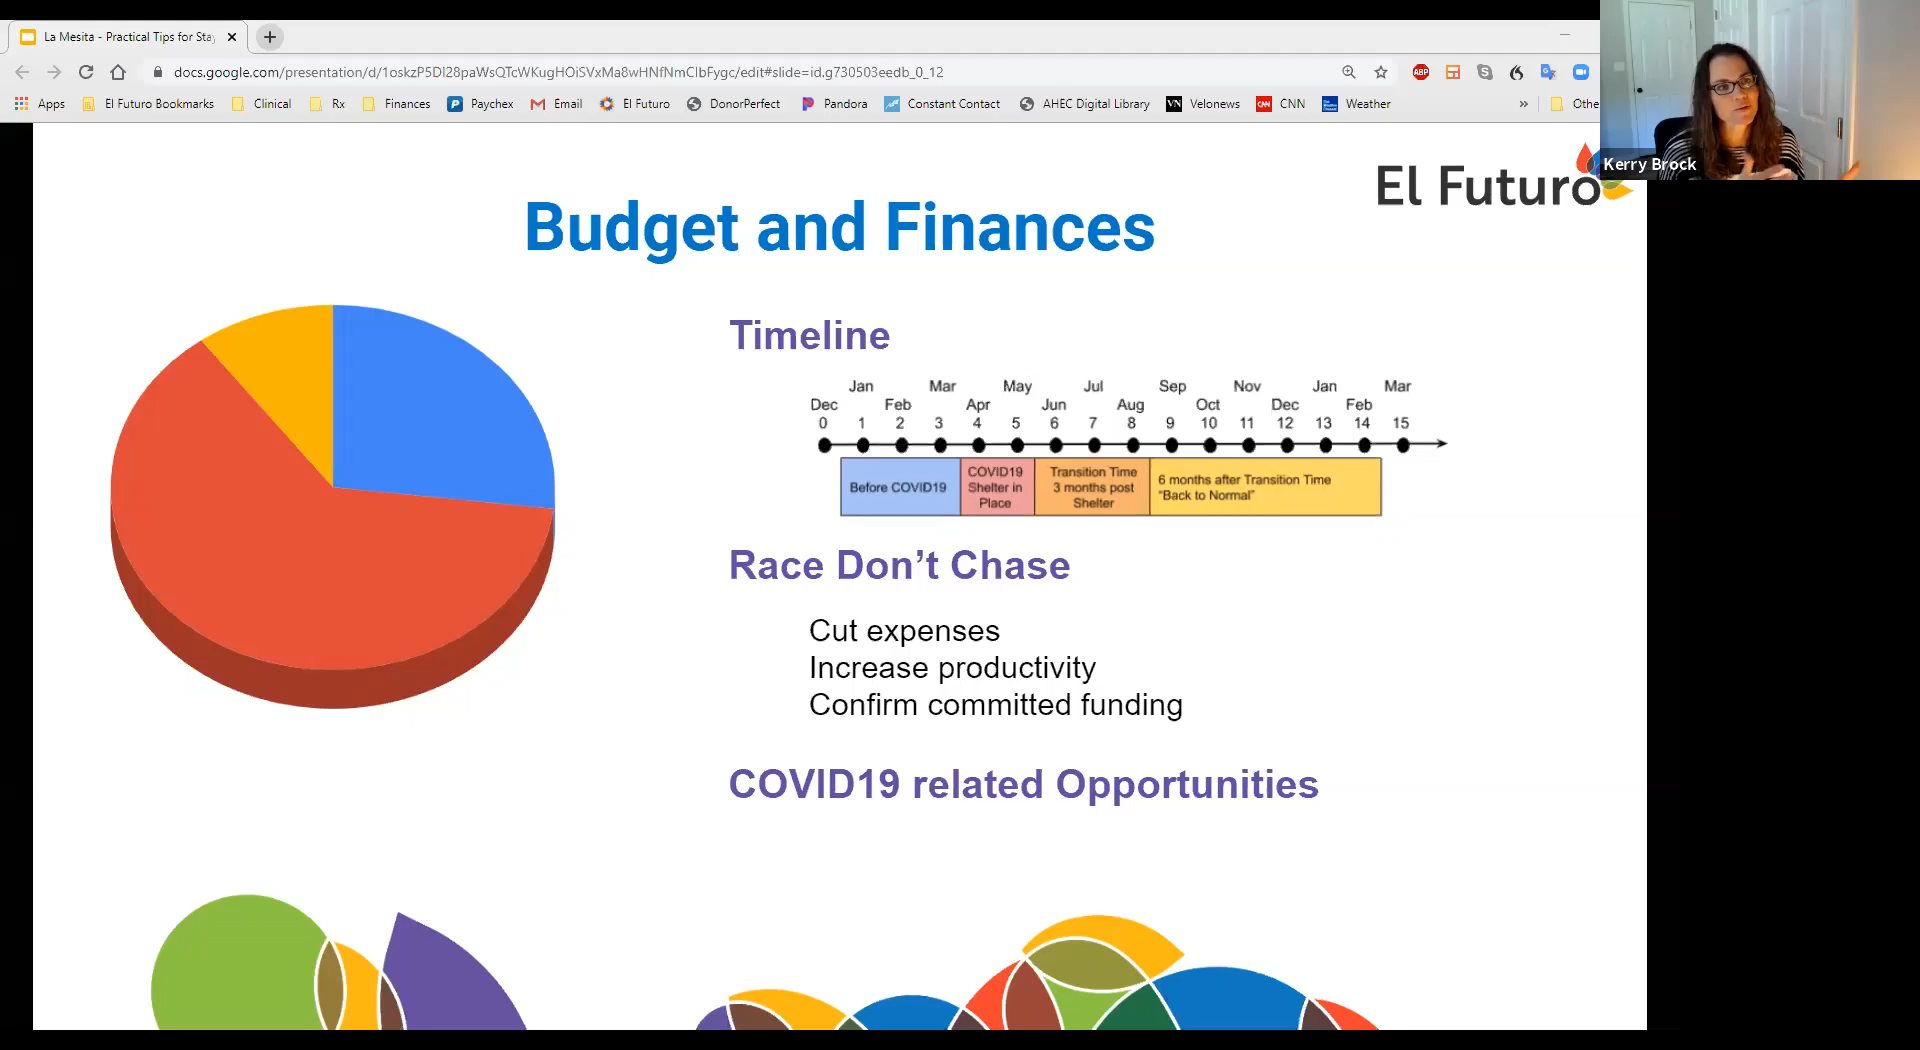 La Mesita - Practical Tips for Sta
docs.google.com/presentation/d/1oskzP5Dl28paWsQTcWKugHOiSVxMa8wHNfNmClbFygc/edit#slide=id.g730503eedb_0_12
ABP
Apps El Futuro Bookmarks Clinical Rx Finances Paychex Email El Futuro DonorPerfect Pandora Constant Contact AHEC Digital Library Velonews CNN Weather » Othe
Kerry Brock
El Futuro
Budget and Finances
Timeline
Jan Mar May Jul Sep Nov Jan Mar
Dec Feb Apr Jun Aug Oct Dec Feb
0 1 2 3 4 5 6 7 8 9 10 11 12 13 14 15
Before COVID19
COVID19
Shelter in
Place
Transition Time
3 months post
Shelter
6 months after Transition Time
“Back to Normal”
Race Don’t Chase
Cut expenses
Increase productivity
Confirm committed funding
COVID19 related Opportunities